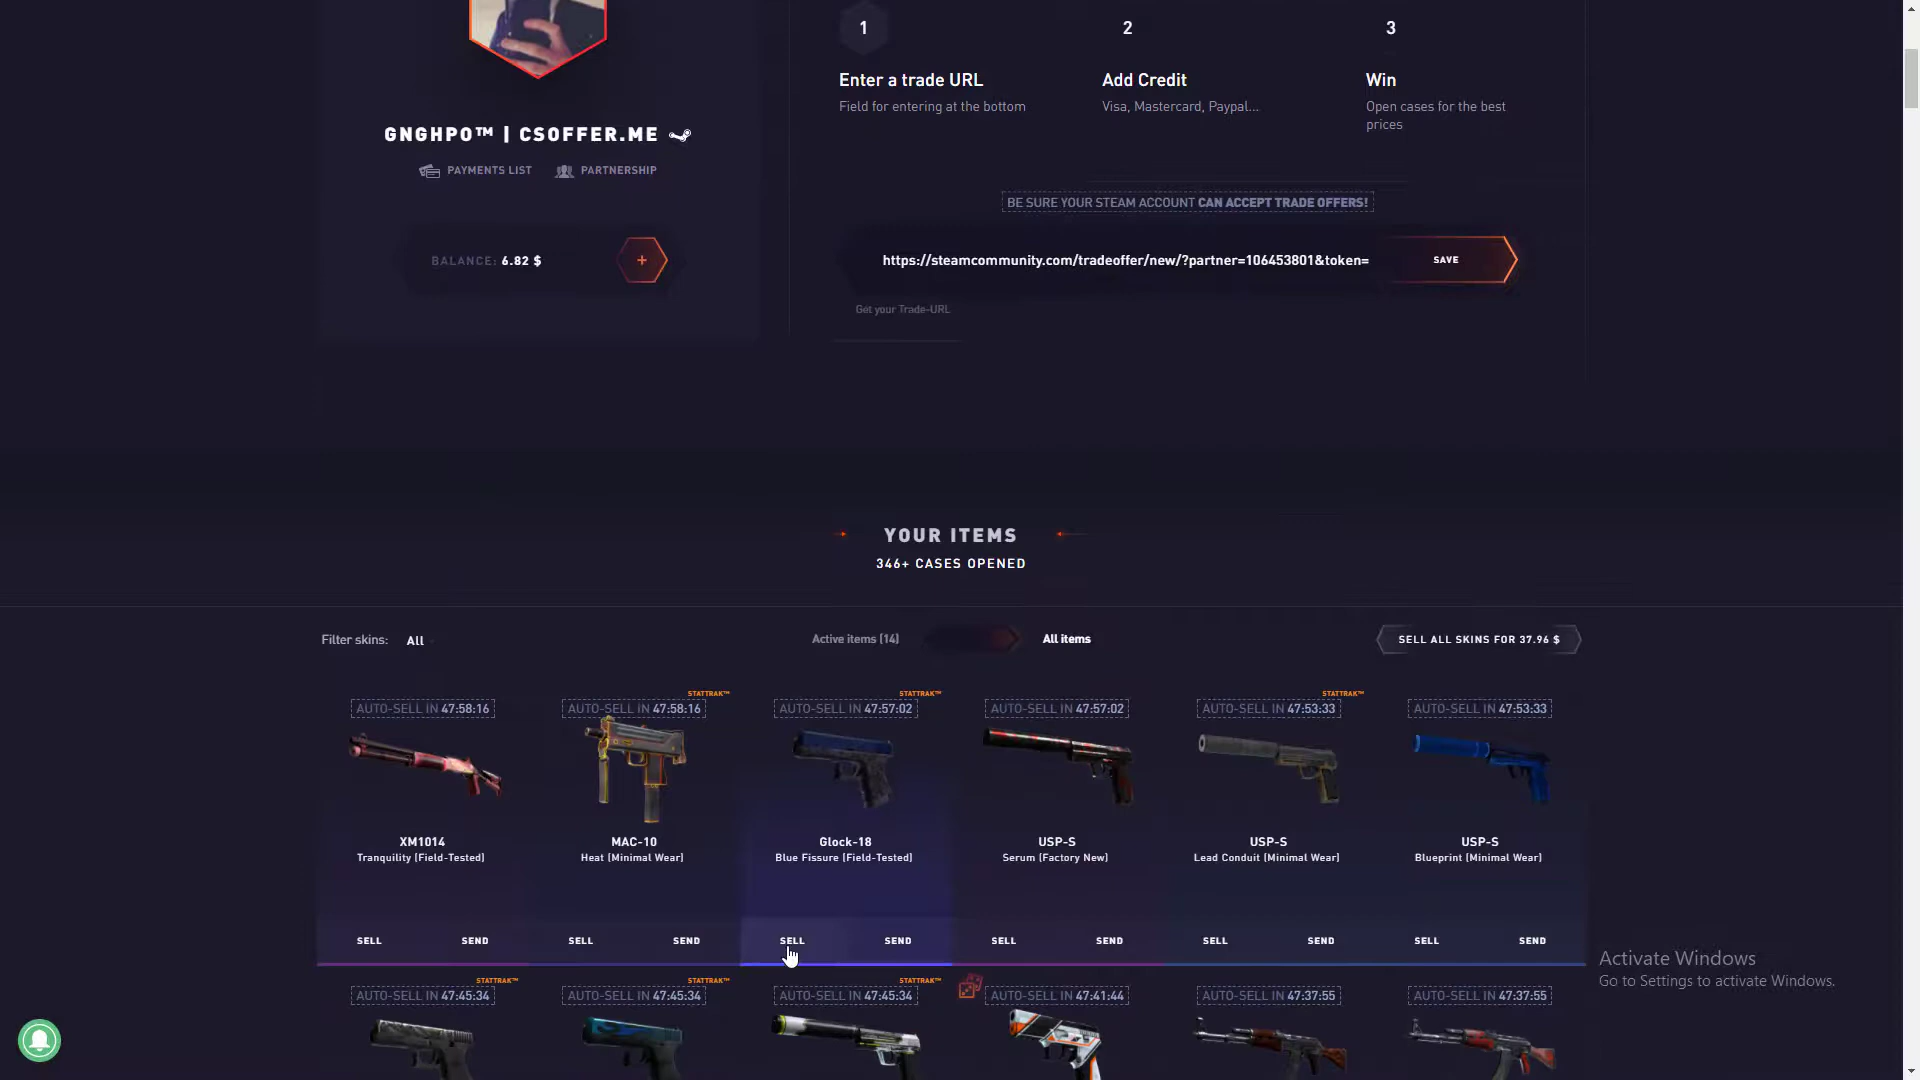 1
2
3
Enter a trade URL
Add Credit
Win
Field for entering at the bottom
Visa, Mastercard, Paypal...
Open cases for the best
prices
GNGHPO™ | CSOFFER.ME
PAYMENTS LIST
PARTNERSHIP
BE SURE YOUR STEAM ACCOUNT CAN ACCEPT TRADE OFFERS!
BALANCE: 6.82 $
+
https://steamcommunity.com/tradeoffer/new/?partner=106453801&token=
SAVE
Get your Trade-URL
YOUR ITEMS
346+ CASES OPENED
Filter skins: All
Active items (14)
All items
SELL ALL SKINS FOR 37.96 $
STATTRAK™
STATTRAK™
STATTRAK™
AUTO-SELL IN 47:58:16
AUTO-SELL IN 47:58:16
AUTO-SELL IN 47:57:02
AUTO-SELL IN 47:57:02
AUTO-SELL IN 47:53:33
AUTO-SELL IN 47:53:33
XM1014
Tranquility (Field-Tested)
MAC-10
Heat (Minimal Wear)
Glock-18
Blue Fissure (Field-Tested)
USP-S
Serum (Factory New)
USP-S
Lead Conduit (Minimal Wear)
USP-S
Blueprint (Minimal Wear)
SELL
SEND
SELL
SEND
SELL
SEND
SELL
SEND
SELL
SEND
SELL
SEND
Activate Windows
Go to Settings to activate Windows.
STATTRAK™
STATTRAK™
STATTRAK™
AUTO-SELL IN 47:45:34
AUTO-SELL IN 47:45:34
AUTO-SELL IN 47:45:34
AUTO-SELL IN 47:41:44
AUTO-SELL IN 47:37:55
AUTO-SELL IN 47:37:55